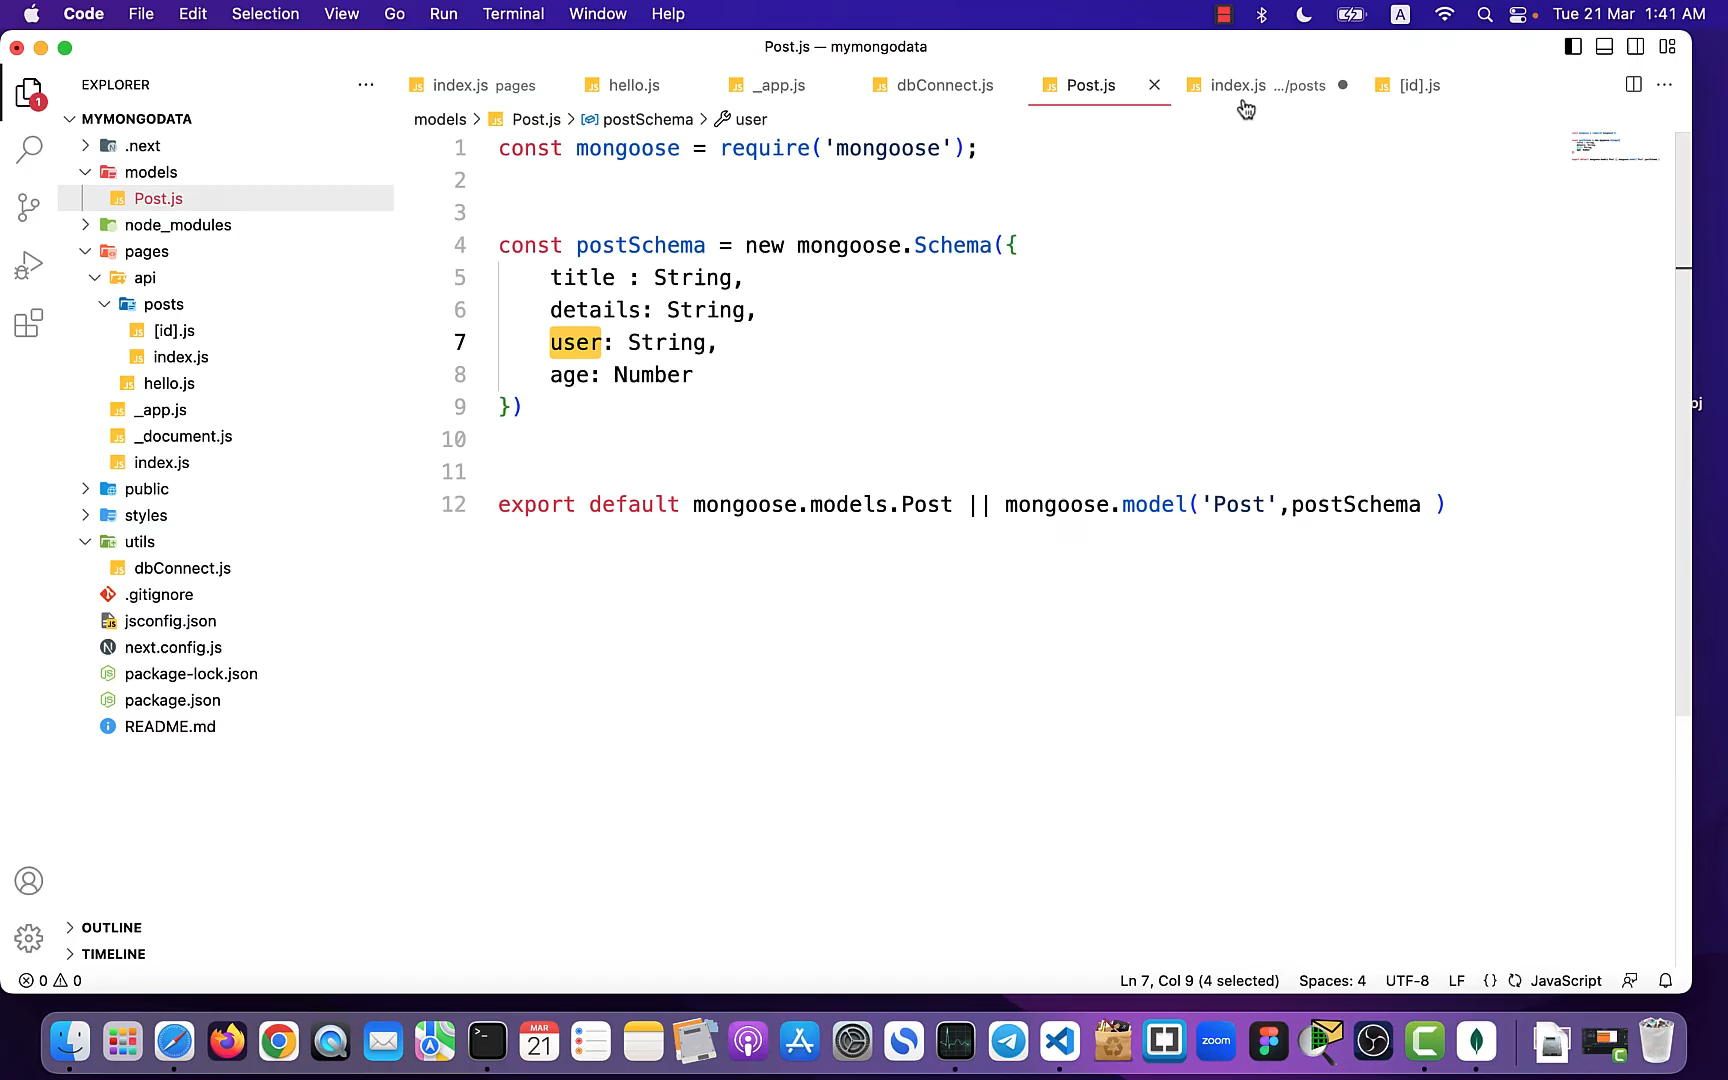 Code File Edit Selection View Go Run Terminal Window Help A Tue 21 Mar 1:41 AM
Post.js — mymongodata
EXPLORER ···
index.js pages
hello.js
_app.js
dbConnect.js
Post.js
index.js .../posts
[id].js
models > Post.js > postSchema > user
MYMONGODATA
.next
models
Post.js
node_modules
pages
api
posts
[id].js
index.js
hello.js
_app.js
_document.js
index.js
public
styles
utils
dbConnect.js
.gitignore
jsconfig.json
next.config.js
package-lock.json
package.json
README.md
OUTLINE
TIMELINE
1 const mongoose = require('mongoose');
2
3
4 const postSchema = new mongoose.Schema({
5 title : String,
6 details: String,
7 user: String,
8 age: Number
9 })
10
11
12 export default mongoose.models.Post || mongoose.model('Post',postSchema )
oj
0 0 Ln 7, Col 9 (4 selected) Spaces: 4 UTF-8 LF {} JavaScript
MAR
21
zoom